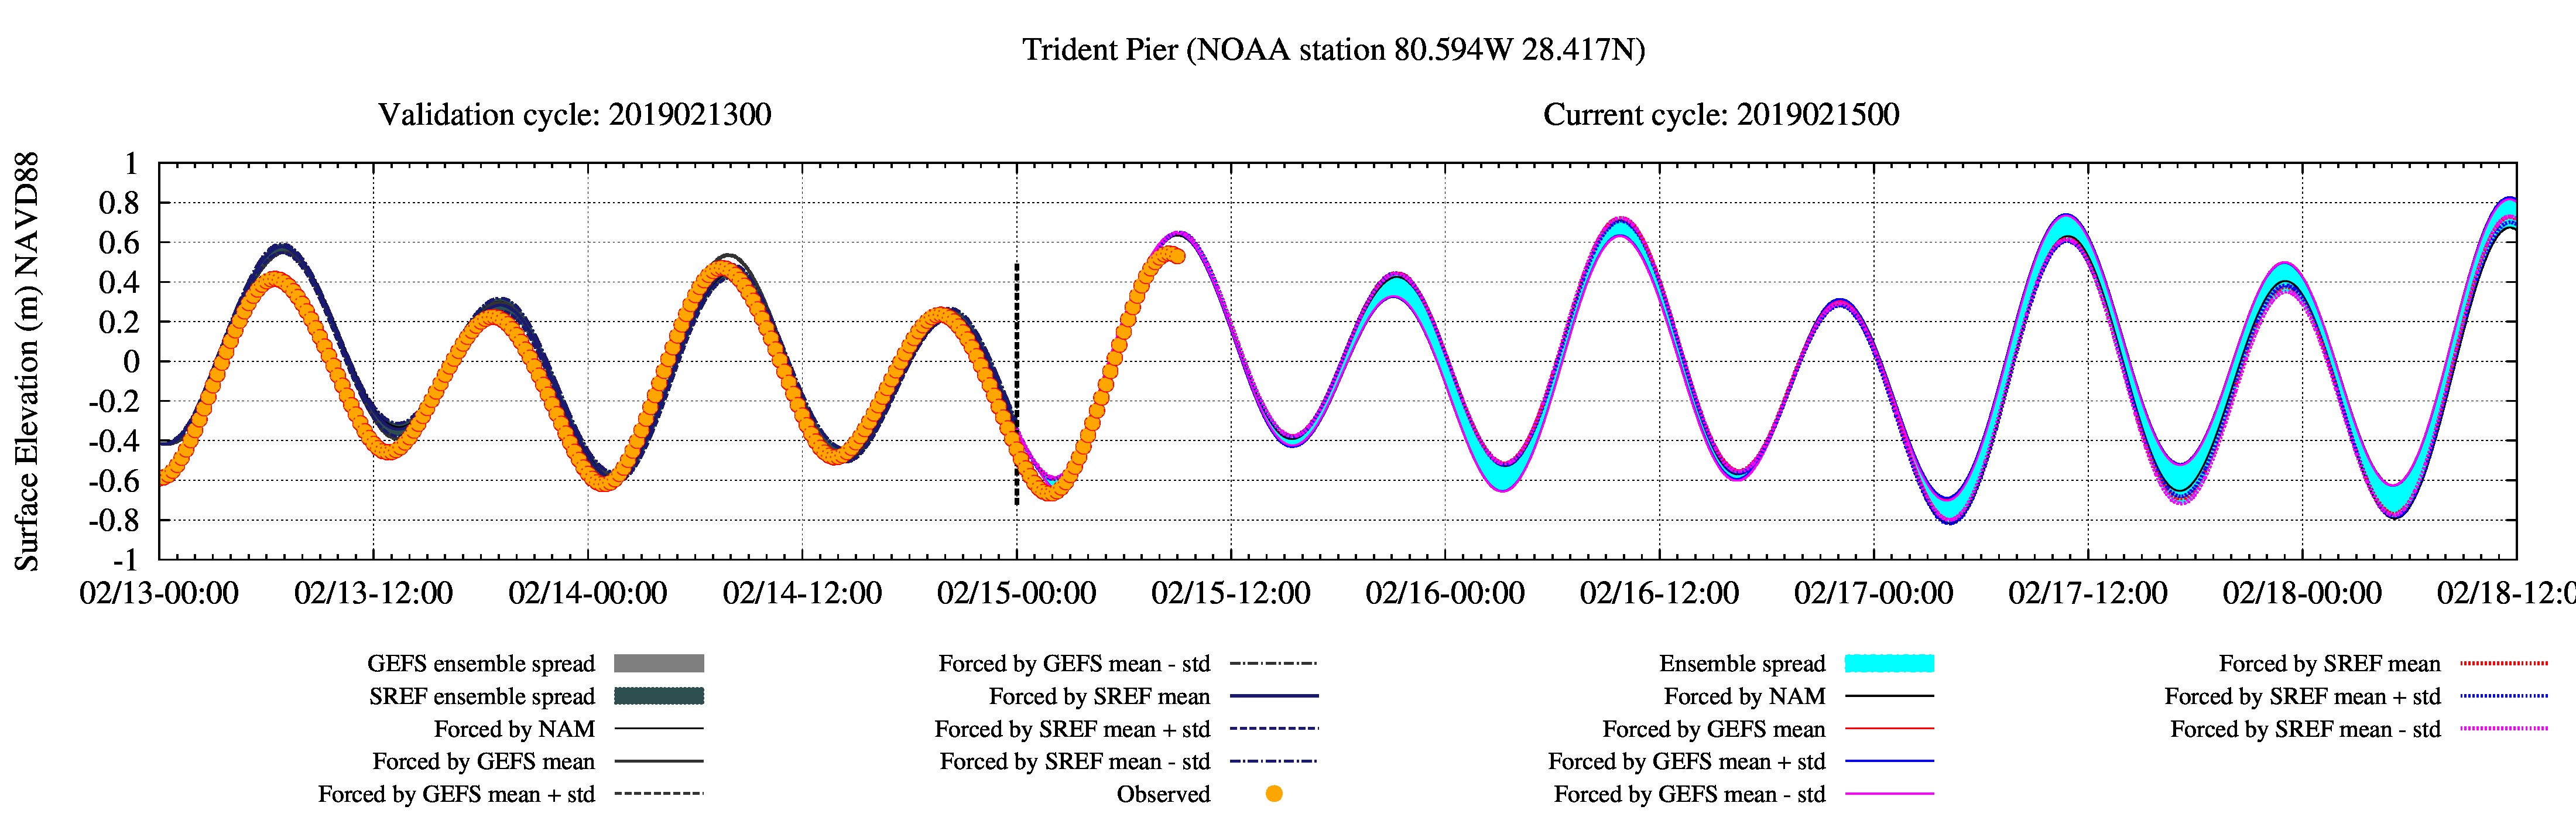 Trident Pier (NOAA station 80.594W 28.417N)
Validation cycle: 2019021300
Current cycle: 2019021500
Surface Elevation (m) NAVD88
1
0.8
0.6
0.4
0.2
0
-0.2
-0.4
-0.6
-0.8
-1
02/13-00:00 02/13-12:00 02/14-00:00 02/14-12:00 02/15-00:00 02/15-12:00 02/16-00:00 02/16-12:00 02/17-00:00 02/17-12:00 02/18-00:00 02/18-12:0
GEFS ensemble spread
SREF ensemble spread
Forced by NAM
Forced by GEFS mean
Forced by GEFS mean + std
Forced by GEFS mean - std
Forced by SREF mean
Forced by SREF mean + std
Forced by SREF mean - std
Observed
Ensemble spread
Forced by NAM
Forced by GEFS mean
Forced by GEFS mean + std
Forced by GEFS mean - std
Forced by SREF mean
Forced by SREF mean + std
Forced by SREF mean - std